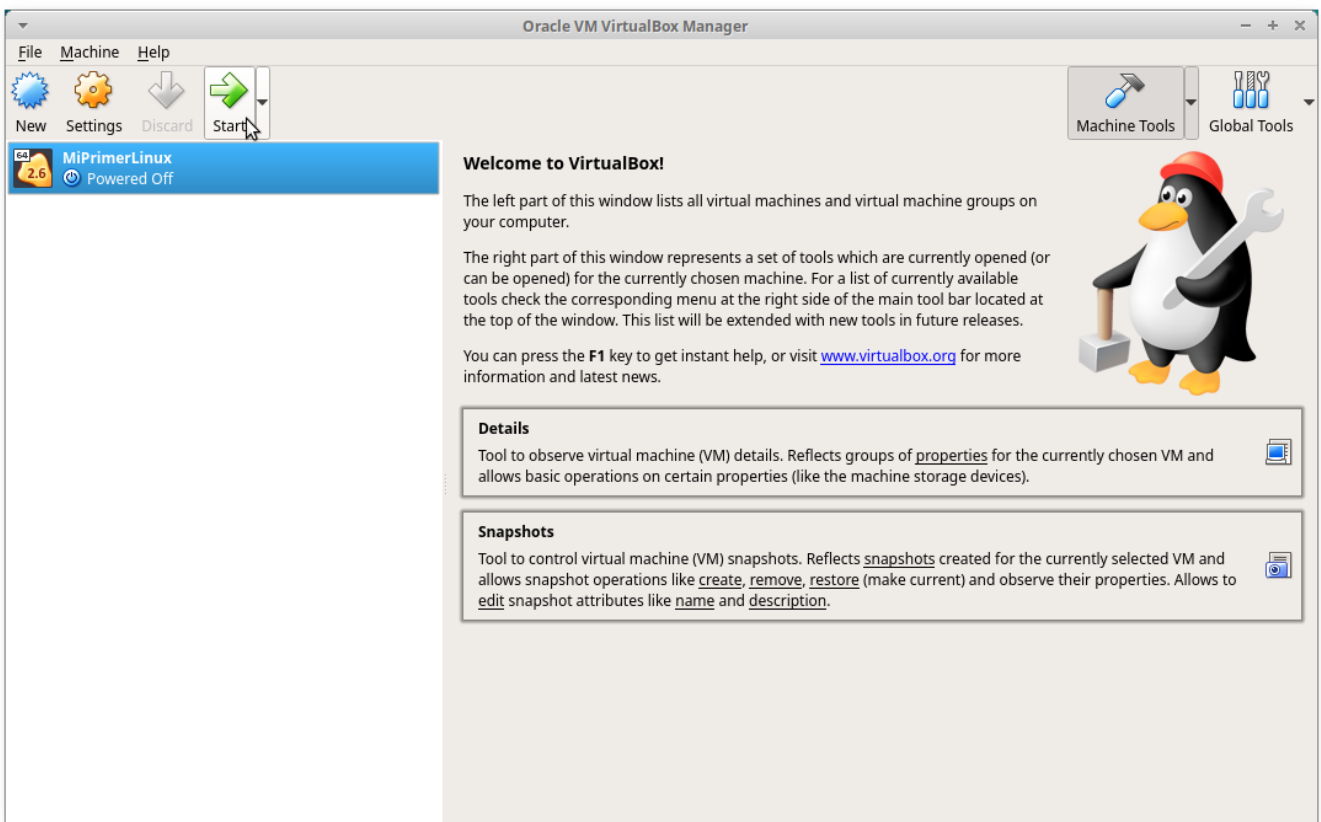 Oracle VM VirtualBox Manager
File Machine Help
New Settings Discard Start Machine Tools Global Tools
64
2.6
MiPrimerLinux
Powered Off
Welcome to VirtualBox!
The left part of this window lists all virtual machines and virtual machine groups on
your computer.
The right part of this window represents a set of tools which are currently opened (or
can be opened) for the currently chosen machine. For a list of currently available
tools check the corresponding menu at the right side of the main tool bar located at
the top of the window. This list will be extended with new tools in future releases.
You can press the F1 key to get instant help, or visit www.virtualbox.org for more
information and latest news.
Details
Tool to observe virtual machine (VM) details. Reflects groups of properties for the currently chosen VM and
allows basic operations on certain properties (like the machine storage devices).
Snapshots
Tool to control virtual machine (VM) snapshots. Reflects snapshots created for the currently selected VM and
allows snapshot operations like create, remove, restore (make current) and observe their properties. Allows to
edit snapshot attributes like name and description.